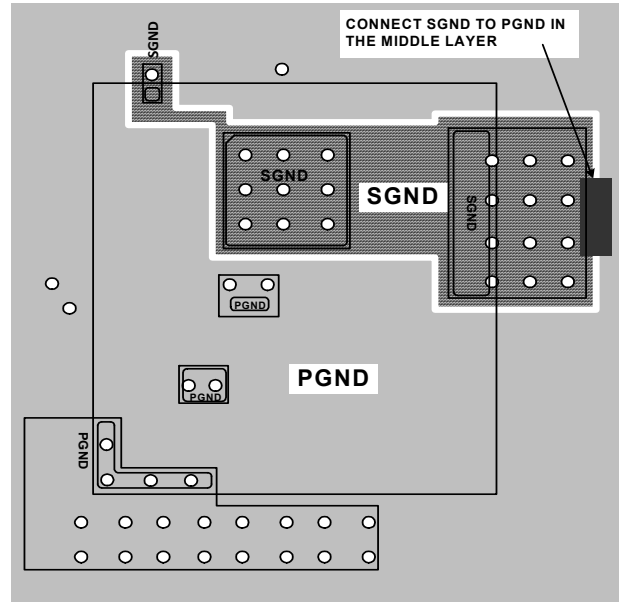 CONNECT SGND TO PGND IN
THE MIDDLE LAYER
SGND
SGND
SGND
SGND
PGND
PGND
PGND
PGND